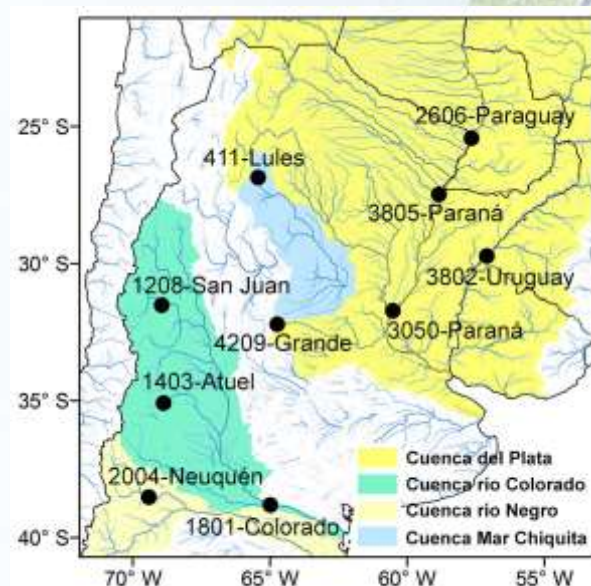 25° S
30° S
35° S
40° S
2606-Paraguay
411-Lules
3805-Paraná
3802-Uruguay
1208-San Juan
3050-Paraná
4209-Grande
1403-Atuel
2004-Neuquén
1801-Colorado
Cuenca del Plata
Cuenca rio Colorado
Cuenca rio Negro
Cuenca Mar Chiquita
70° W
65° W
60° W
55° W